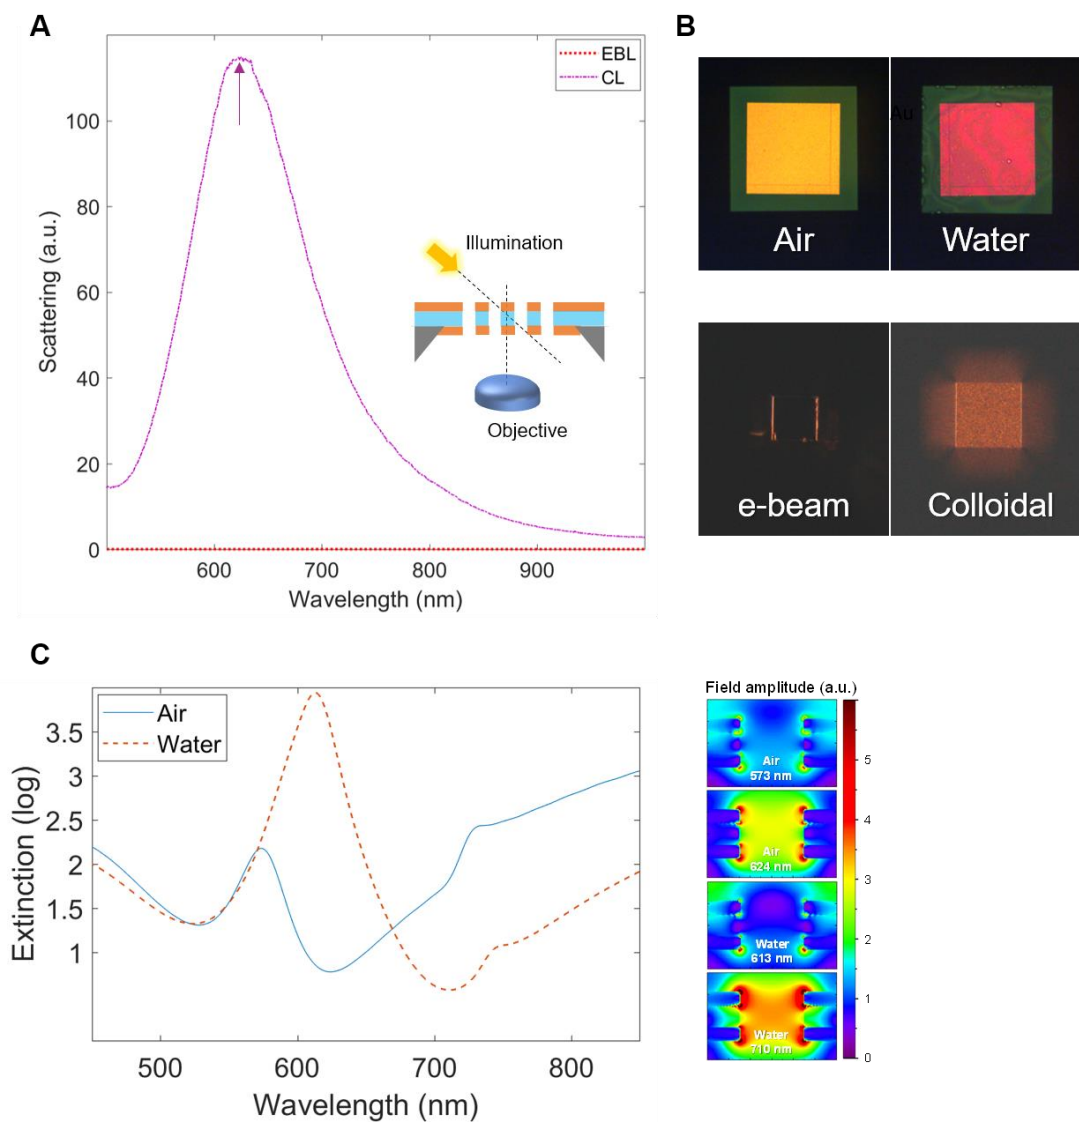 A
EBL
CL
100
80
60
40
20
0
Scattering (a.u.)
600
700
800
900
Wavelength (nm)
Illumination
Objective
B
Au
Air
Water
e-beam
Colloidal
C
Air
Water
3.5
3
2.5
2
1.5
1
Extinction (log)
500
600
700
800
Wavelength (nm)
Field amplitude (a.u.)
Air
573 nm
Air
624 nm
Water
613 nm
Water
710 nm
5
4
3
2
1
0